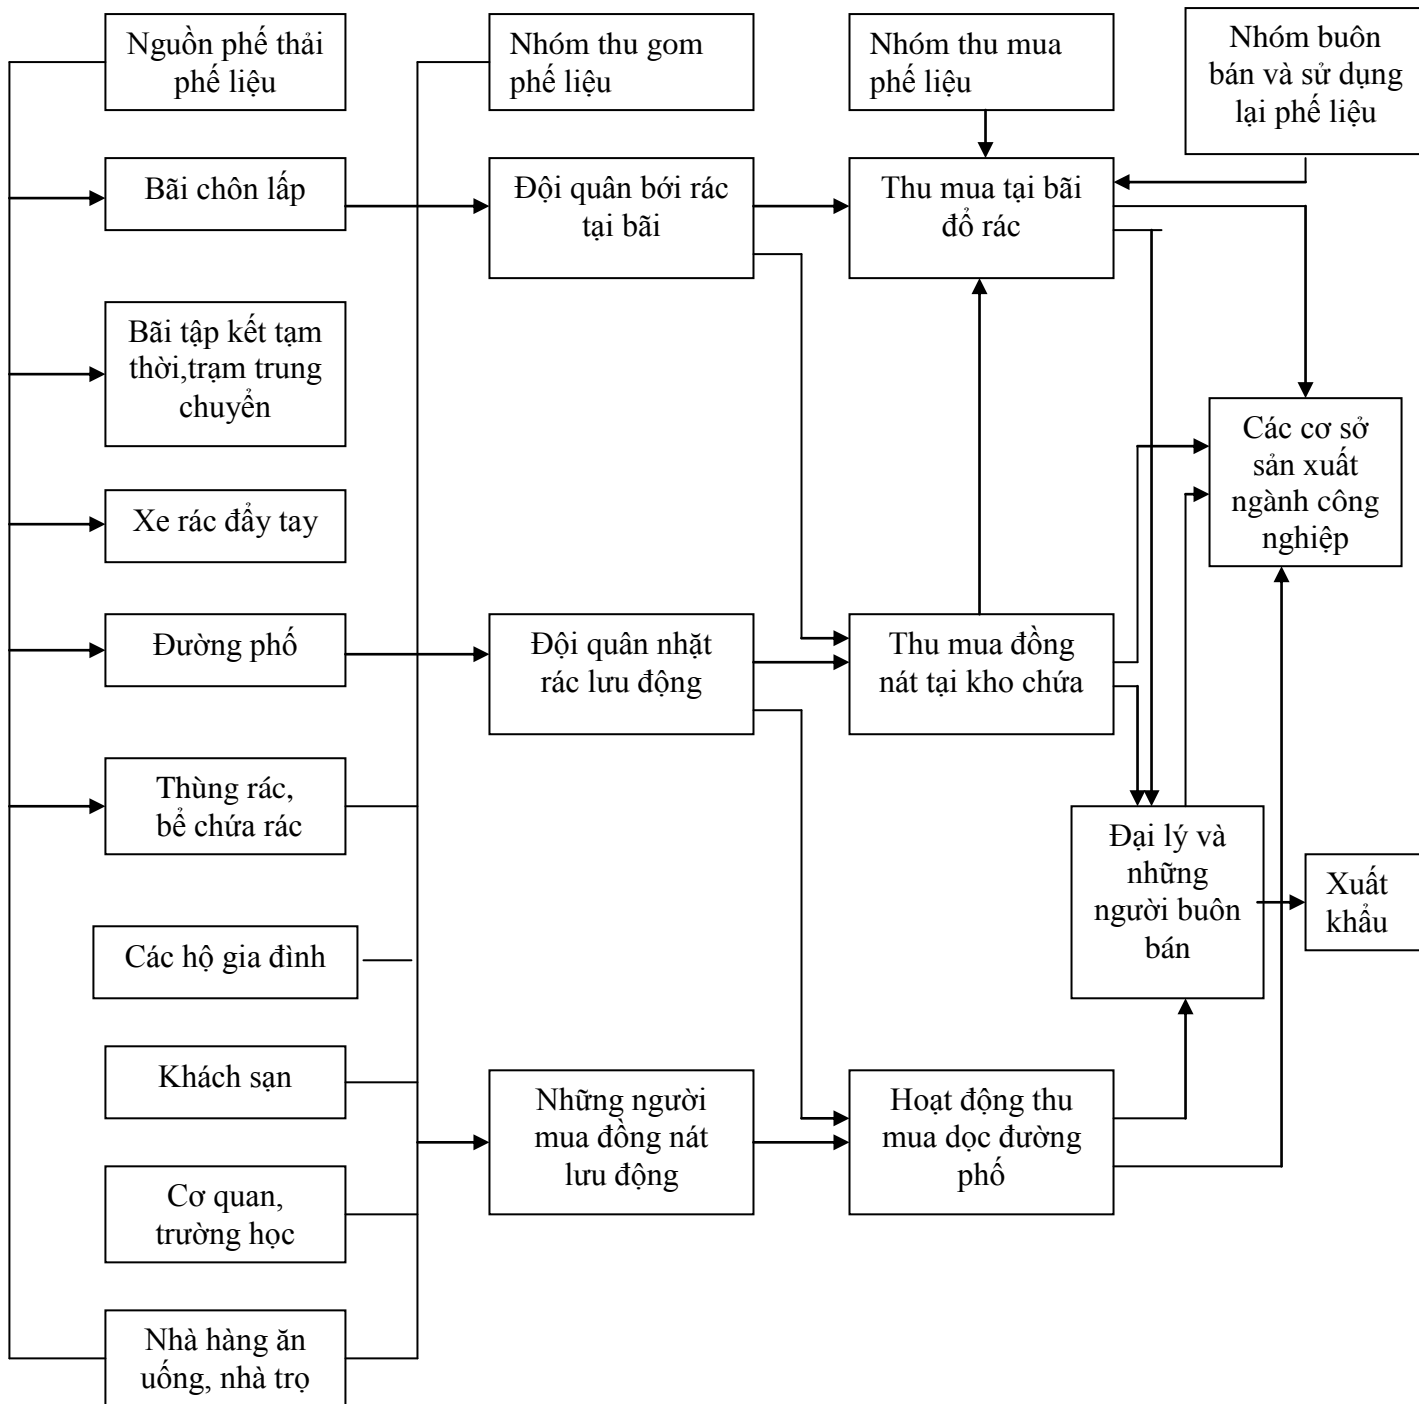 Nguồn phế thải
phế liệu
Nhóm thu gom
phế liệu
Nhóm thu mua
phế liệu
Nhóm buôn
bán và sử dụng
lại phế liệu
Bãi chôn lấp
Đội quân bới rác
tại bãi
Thu mua tại bãi
đổ rác
Bãi tập kết tạm
thời,trạm trung
chuyển
Các cơ sở
sản xuất
ngành công
nghiệp
Xe rác đẩy tay
Đường phố
Đội quân nhặt
rác lưu động
Thu mua đồng
nát tại kho chứa
Thùng rác,
bể chứa rác
Đại lý và
những
người buôn
bán
Xuất
khẩu
Các hộ gia đình
Khách sạn
Những người
mua đồng nát
lưu động
Hoạt động thu
mua dọc đường
phố
Cơ quan,
trường học
Nhà hàng ăn
uống, nhà trọ